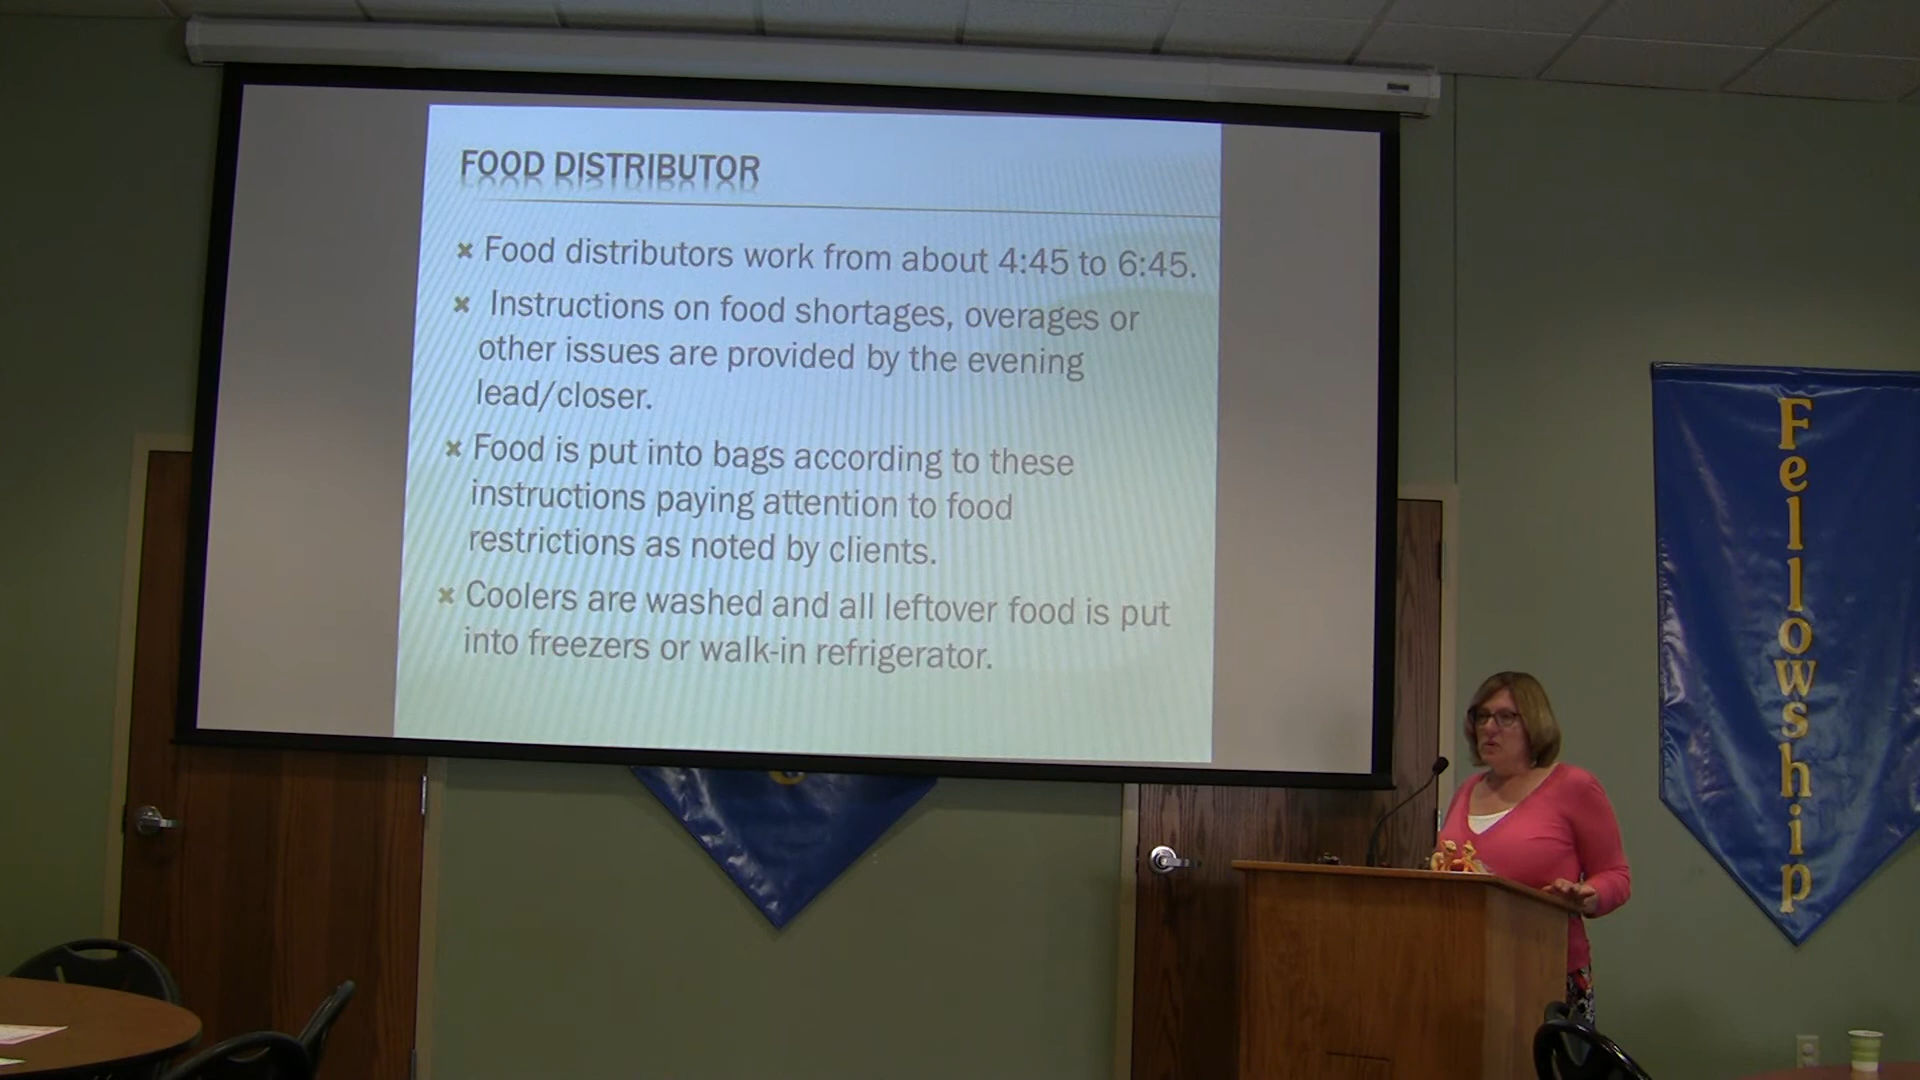 FOOD DISTRIBUTOR
Food distributors work from about 4:45 to 6:45.
Instructions on food shortages, overages or
other issues are provided by the evening
lead/closer.
Food is put into bags according to these
instructions paying attention to food
restrictions as noted by clients.
Coolers are washed and all leftover food is put
into freezers or walk-in refrigerator.
Fellowship